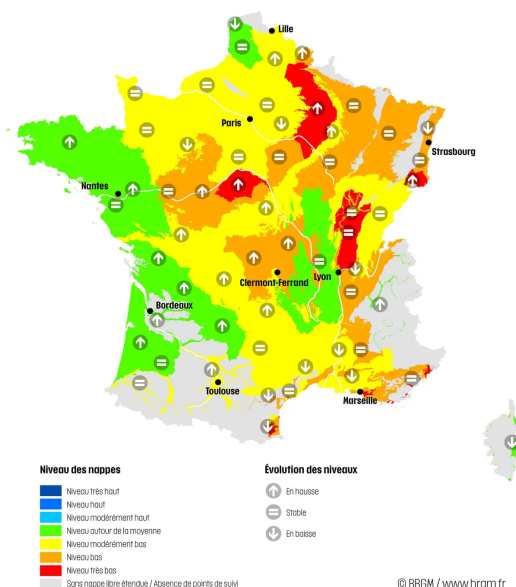 Lille
Paris
Strasbourg
Nantes
Clermont-Ferrand
Lyon
Bordeaux
Toulouse
Marseille
Niveau des nappes
Niveau très haut
Niveau haut
Niveau modérément haut
Niveau autour de la moyenne
Niveau modérément bas
Niveau bas
Niveau très bas
Sans nappe libre étendue / Absence de points de suivi
Évolution des niveaux
En hausse
Stable
En baisse
© BRGM / www.brgm.fr